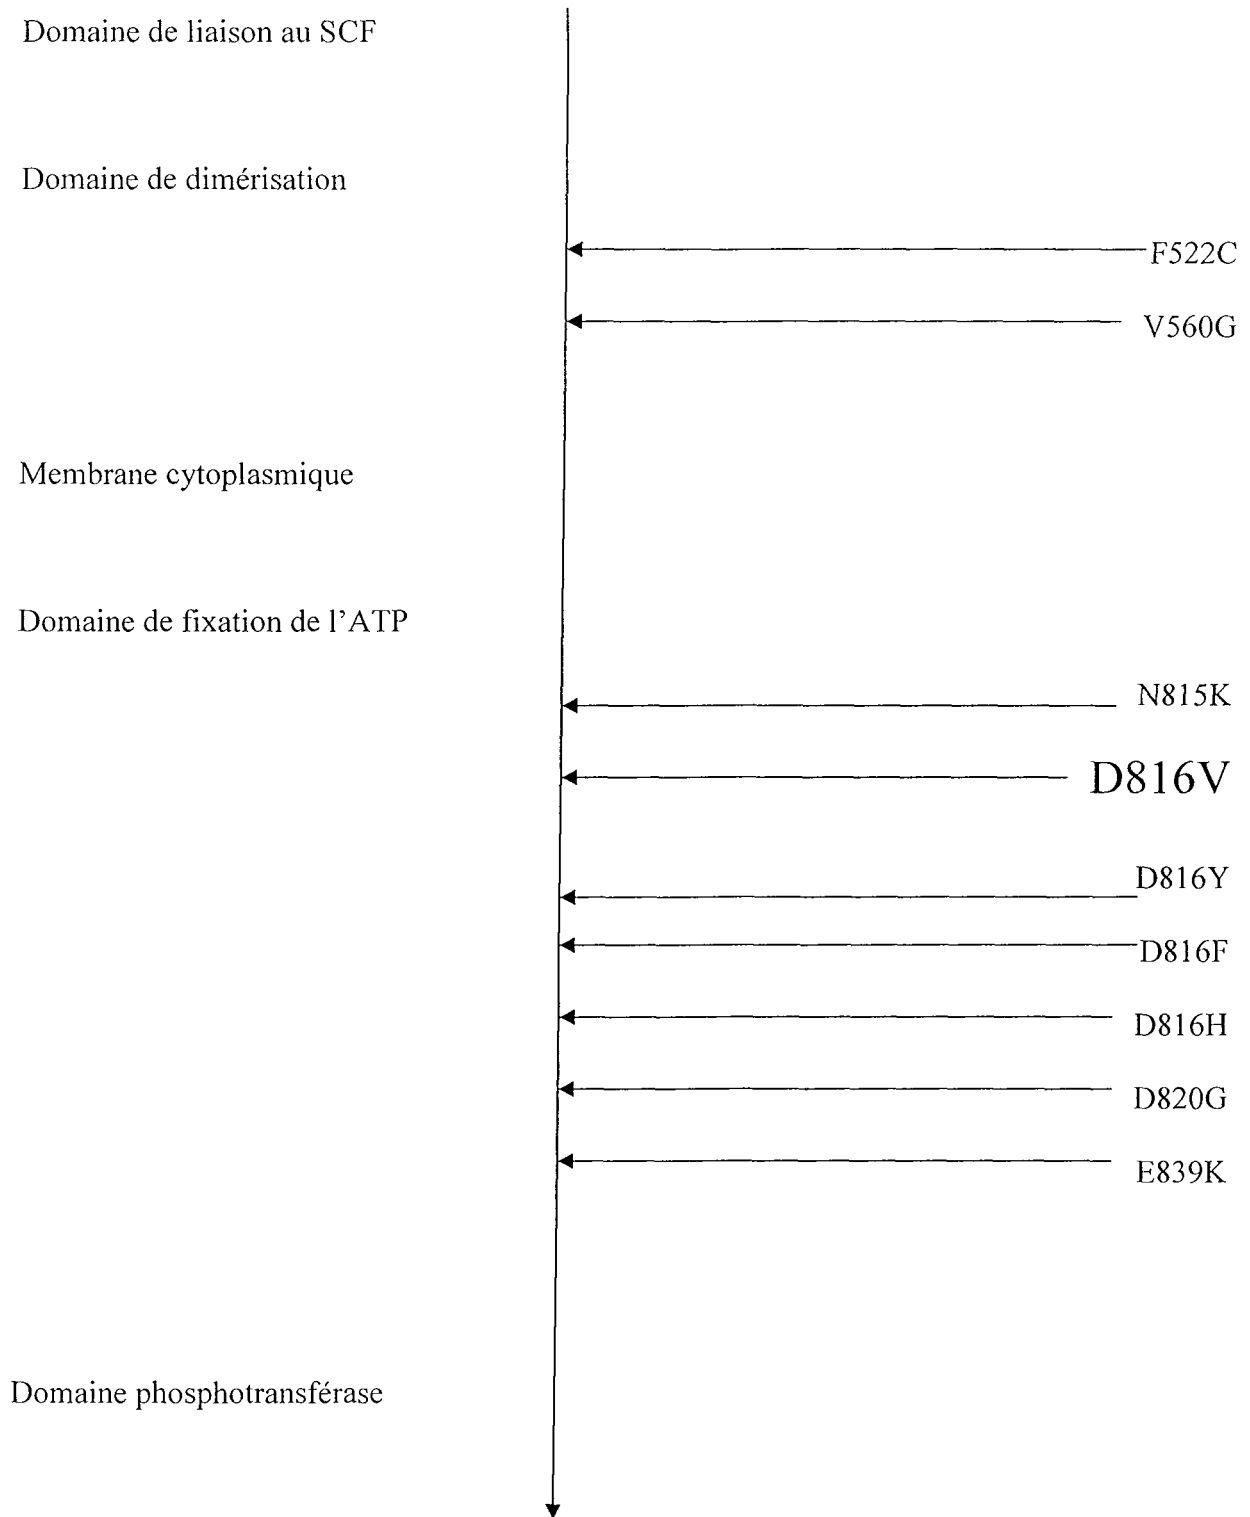 Domaine de liaison au SCF
Domaine de dimérisation
F522C
V560G
Membrane cytoplasmique
Domaine de fixation de l'ATP
N815K
D816V
D816Y
D816F
D816H
D820G
E839K
Domaine phosphotransférase